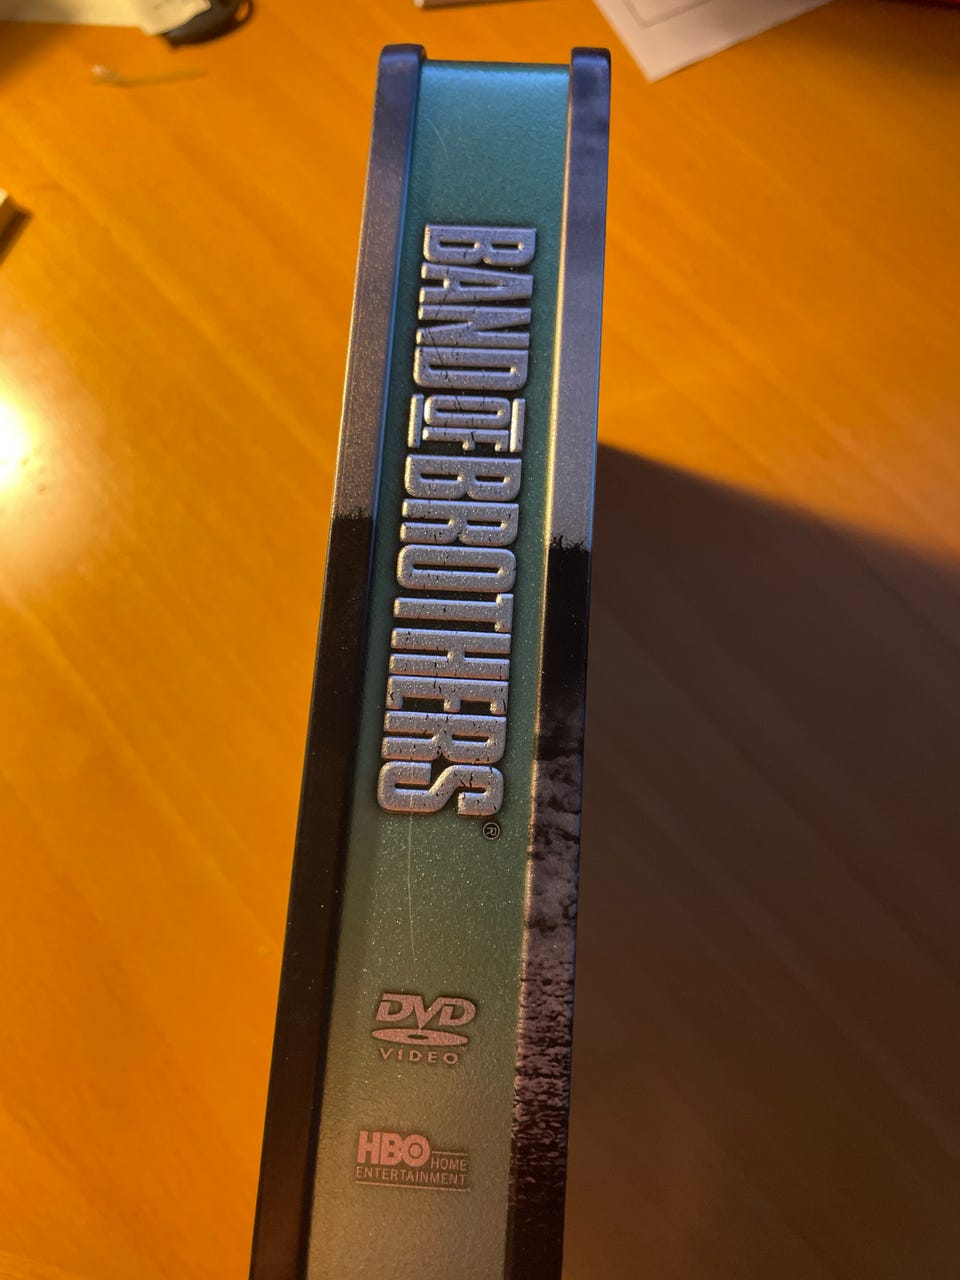 BAND OF BROTHERS®
DVD
VIDEO
HBO HOME
ENTERTAINMENT